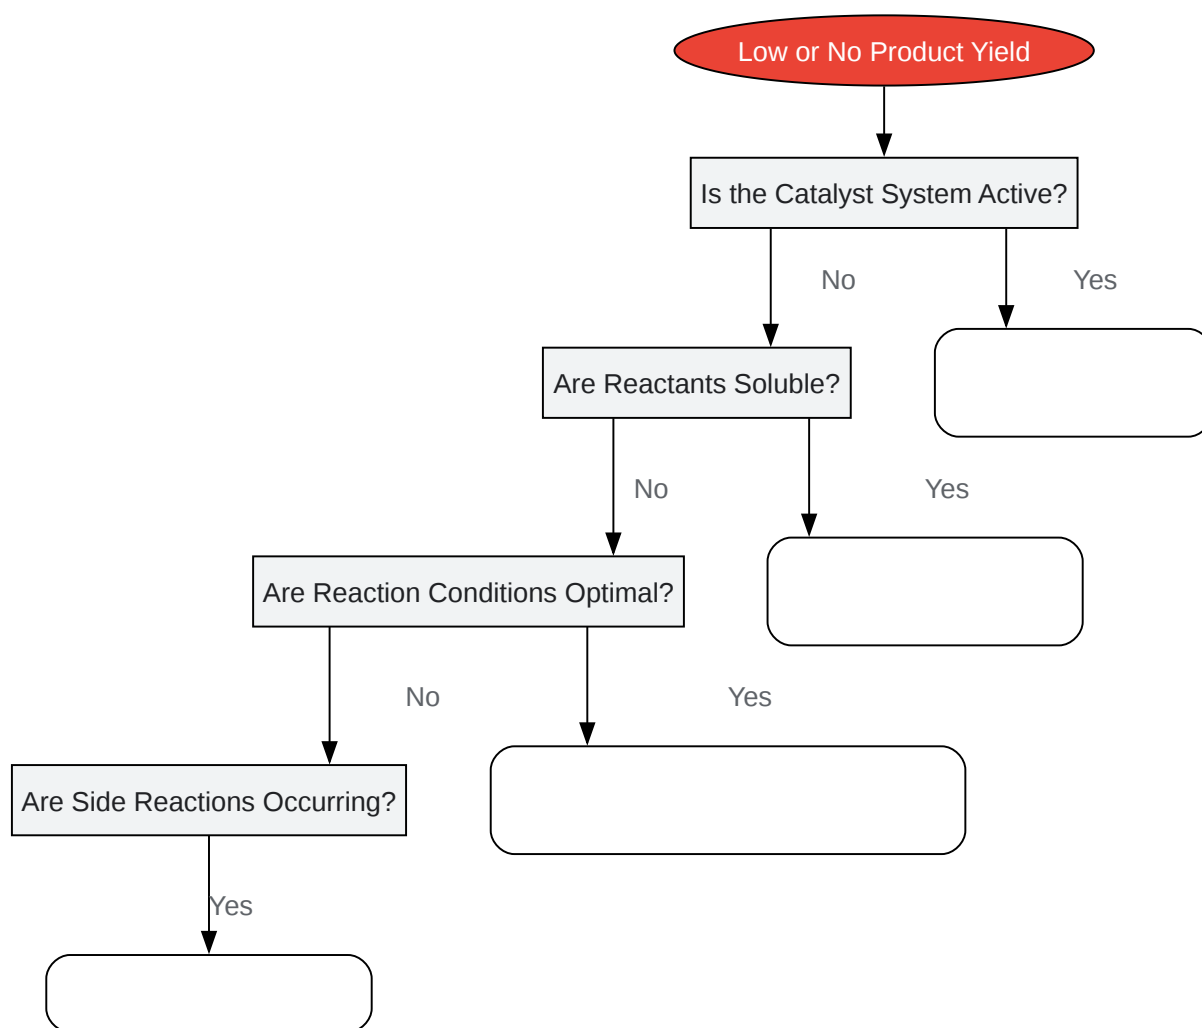 Low or No Product Yield
Is the Catalyst System Active?
No
Yes
Are Reactants Soluble?
No
Yes
Are Reaction Conditions Optimal?
No
Yes
Are Side Reactions Occurring?
Yes